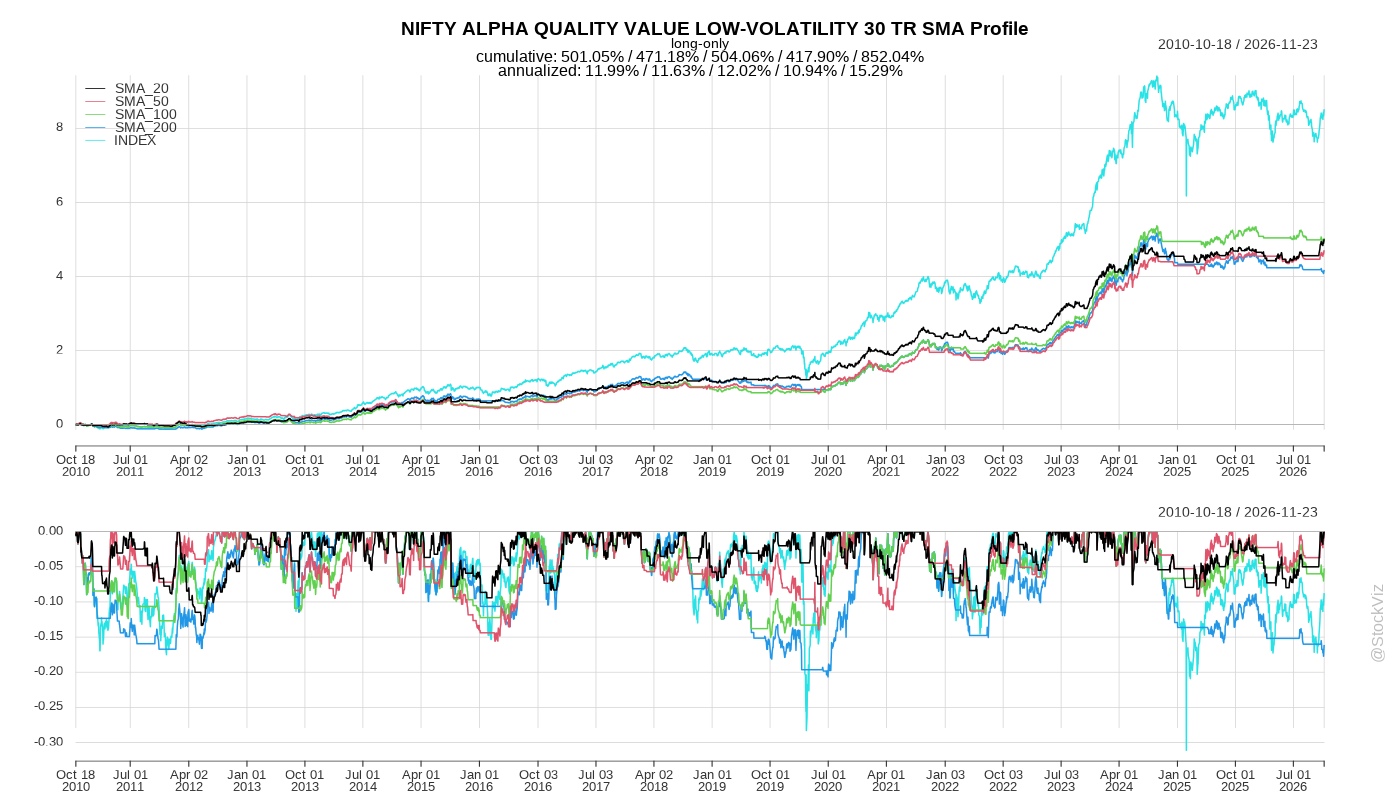 NIFTY ALPHA QUALITY VALUE LOW-VOLATILITY 30 TR SMA Profile
long-only
cumulative: 501.05% / 471.18% / 504.06% / 417.90% / 852.04%
annualized: 11.99% / 11.63% / 12.02% / 10.94% / 15.29%
2010-10-18 / 2026-11-23
SMA_20
SMA_50
SMA_100
SMA_200
INDEX
8
6
4
2
0
Oct 18 Jul 01 Apr 02 Jan 01 Oct 01 Jul 01 Apr 01 Jan 01 Oct 03 Jul 03 Apr 02 Jan 01 Oct 01 Jul 01 Apr 01 Jan 03 Oct 03 Jul 03 Apr 01 Jan 01 Oct 01 Jul 01
2010 2011 2012 2013 2013 2014 2015 2016 2016 2017 2018 2019 2019 2020 2021 2022 2022 2023 2024 2025 2025 2026
2010-10-18 / 2026-11-23
0.00
-0.05
-0.10
-0.15
-0.20
-0.25
-0.30
Oct 18 Jul 01 Apr 02 Jan 01 Oct 01 Jul 01 Apr 01 Jan 01 Oct 03 Jul 03 Apr 02 Jan 01 Oct 01 Jul 01 Apr 01 Jan 03 Oct 03 Jul 03 Apr 01 Jan 01 Oct 01 Jul 01
2010 2011 2012 2013 2013 2014 2015 2016 2016 2017 2018 2019 2019 2020 2021 2022 2022 2023 2024 2025 2025 2026
@StockViz